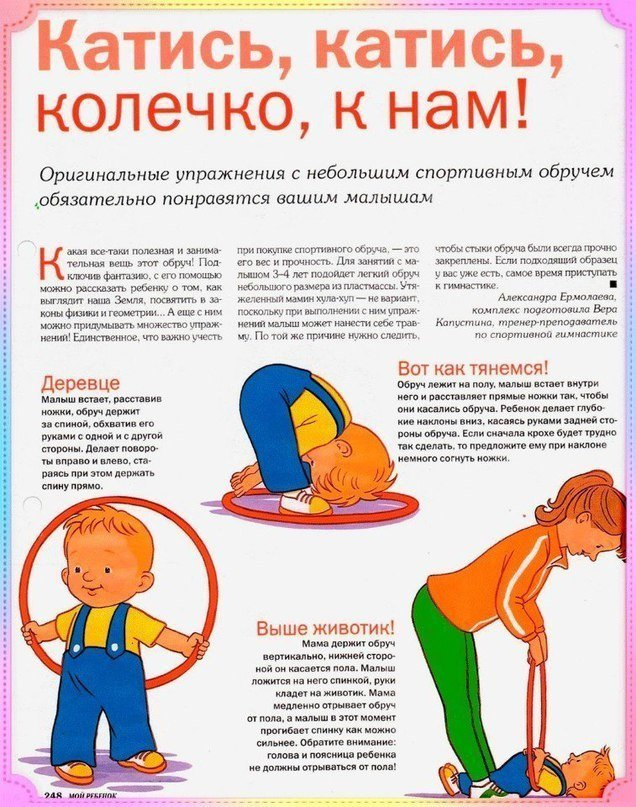 Катись, катись,
колечко, к нам!
Оригинальные упражнения с небольшим спортивным обручем
обязательно понравятся вашим малышам
Какая все-таки полезная и занима-
тельная вещь этот обруч! Под-
ключив фантазию, с его помощью
можно рассказать ребенку о том, как
выглядит наша Земля, посвятить в за-
коны физики и геометрии... А еще с ним
можно придумывать множество упраж-
нений! Единственное, что важно учесть
при покупке спортивного обруча, — это
его вес и прочность. Для занятий с ма-
лышом 3–4 лет подойдет легкий обруч
небольшого размера из пластмассы. Утя-
желенный мамин хула-хуп — не вариант,
поскольку при выполнении с ним упраж-
нений малыш может нанести себе трав-
му. По той же причине нужно следить,
чтобы стыки обруча были всегда прочно
закреплены. Если подходящий образец
у вас уже есть, самое время приступать
к гимнастике.
Александра Ермолаева,
комплекс подготовила Вера
Капустина, тренер-преподаватель
по спортивной гимнастике
Деревце
Малыш встает, расставив
ножки, обруч держит
за спиной, обхватив его
руками с одной и с другой
стороны. Делает поворо-
ты вправо и влево, ста-
раясь при этом держать
спину прямо.
Вот как тянемся!
Обруч лежит на полу, малыш встает внутри
него и расставляет прямые ножки так, чтобы
они касались обруча. Ребенок делает глубо-
кие наклоны вниз, касаясь руками задней сто-
роны обруча. Если сначала крохе будет трудно
так сделать, то предложите ему при наклоне
немного согнуть ножки.
Выше животик!
Мама держит обруч
вертикально, нижней сторо-
ной он касается пола. Малыш
ложится на него спинкой, руки
кладет на животик. Мама
медленно отрывает обруч
от пола, а малыш в этот момент
прогибает спинку как можно
сильнее. Обратите внимание:
голова и поясница ребенка
не должны отрываться от пола!
248 МОЙ РЕБЕНОК